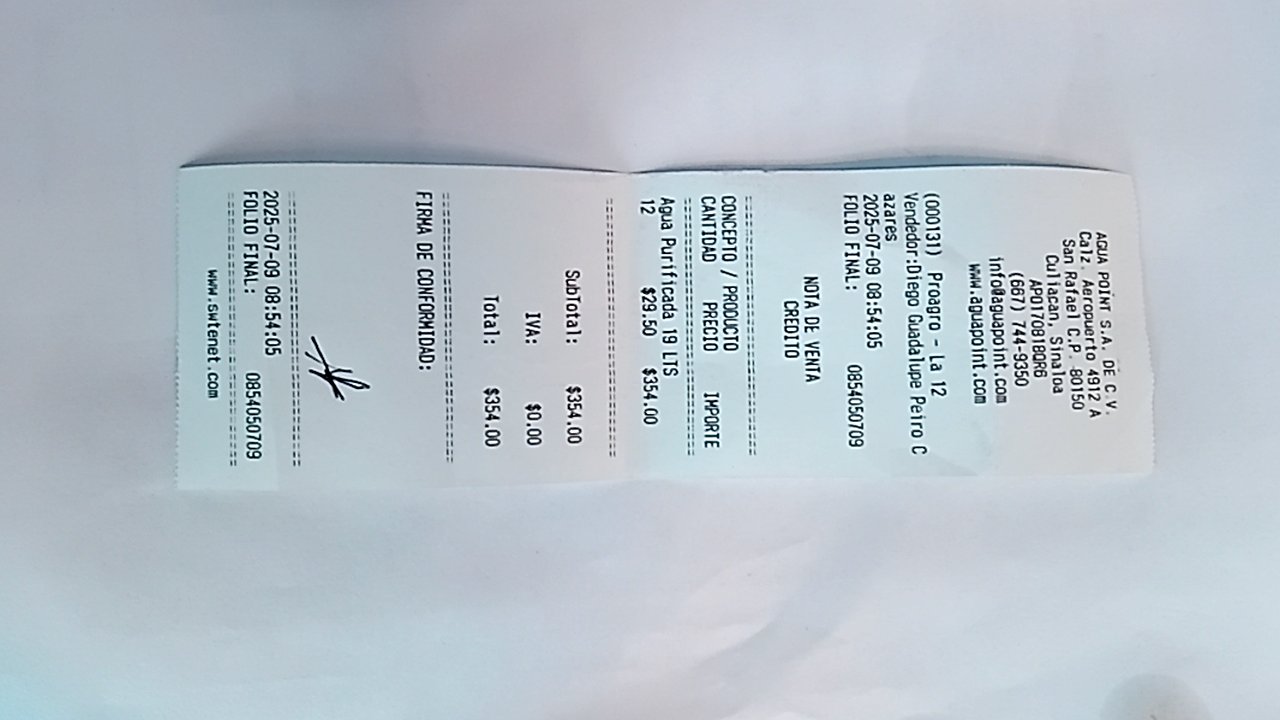 AGUA POINT S.A. DE C.V.
Calz. Aeropuerto 4912 A
San Rafael C.P. 80150
Culiacan, Sinaloa
APO170818QR6
(667) 744-9350
info@aguapoint.com
www.aguapoint.com
(000131) Proagro - La 12
Vendedor:Diego Guadalupe Peiro C
azares
2025-07-09 08:54:05
FOLIO FINAL: 0854050709
NOTA DE VENTA
CREDITO
================================
CONCEPTO / PRODUCTO
CANTIDAD PRECIO IMPORTE
================================
Agua Purificada 19 LTS
12 $29.50 $354.00
================================
SubTotal: $354.00
IVA: $0.00
Total: $354.00
================================
FIRMA DE CONFORMIDAD:
================================
2025-07-09 08:54:05
FOLIO FINAL: 0854050709
================================
www.swtenet.com